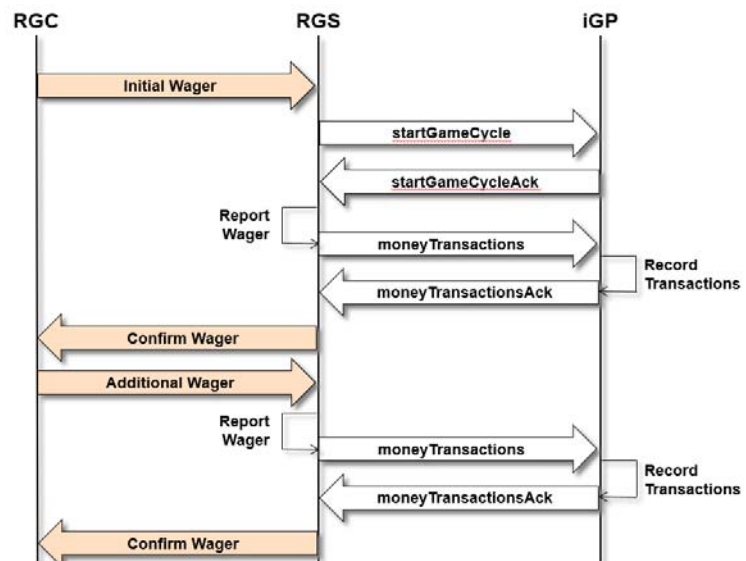 RGC RGS iGP
Initial Wager
startGameCycle
startGameCycleAck
Report
Wager
moneyTransactions
Record
Transactions
moneyTransactionsAck
Confirm Wager
Additional Wager
Report
Wager
moneyTransactions
Record
Transactions
moneyTransactionsAck
Confirm Wager